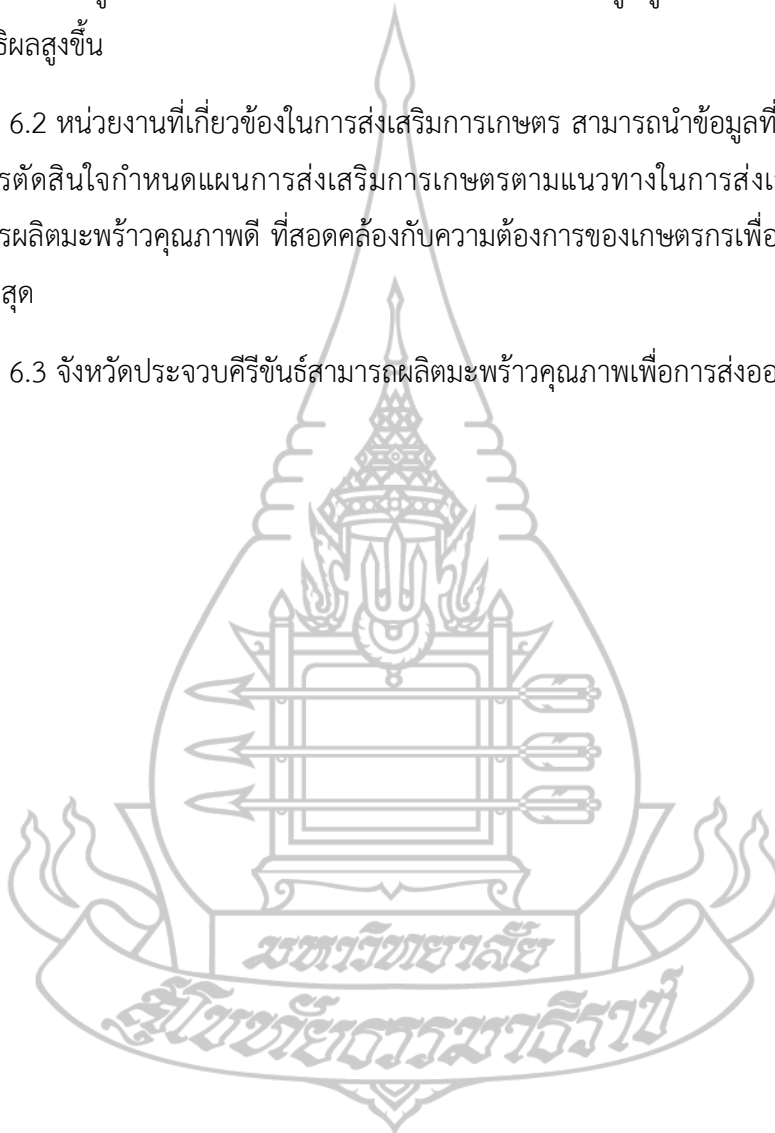 ธิผลสูงขึ้น
6.2 หน่วยงานที่เกี่ยวข้องในการส่งเสริมการเกษตร สามารถนำข้อมูลที่
รตัดสินใจกำหนดแผนการส่งเสริมการเกษตรตามแนวทางในการส่งเ
รผลิตมะพร้าวคุณภาพดี ที่สอดคล้องกับความต้องการของเกษตรกรเพื่อ
สุด
6.3 จังหวัดประจวบคีรีขันธ์สามารถผลิตมะพร้าวคุณภาพเพื่อการส่งออ
มหาวิทยาลัย
สุโขทัยธรรมาธิราช